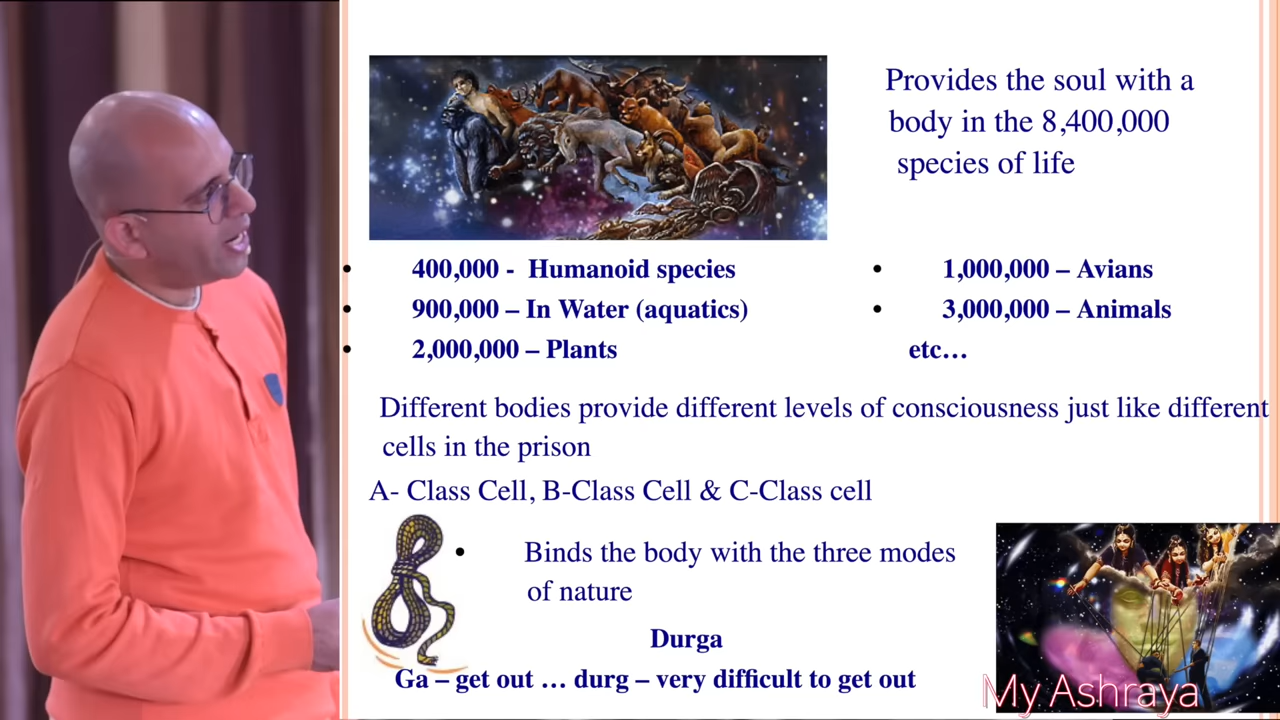 Provides the soul with a
body in the 8,400,000
species of life
• 400,000 - Humanoid species
• 900,000 – In Water (aquatics)
• 2,000,000 – Plants
• 1,000,000 – Avians
• 3,000,000 – Animals
etc…
Different bodies provide different levels of consciousness just like different
cells in the prison
A- Class Cell, B-Class Cell & C-Class cell
• Binds the body with the three modes
of nature
Durga
Ga – get out … durg – very difficult to get out
My Ashraya